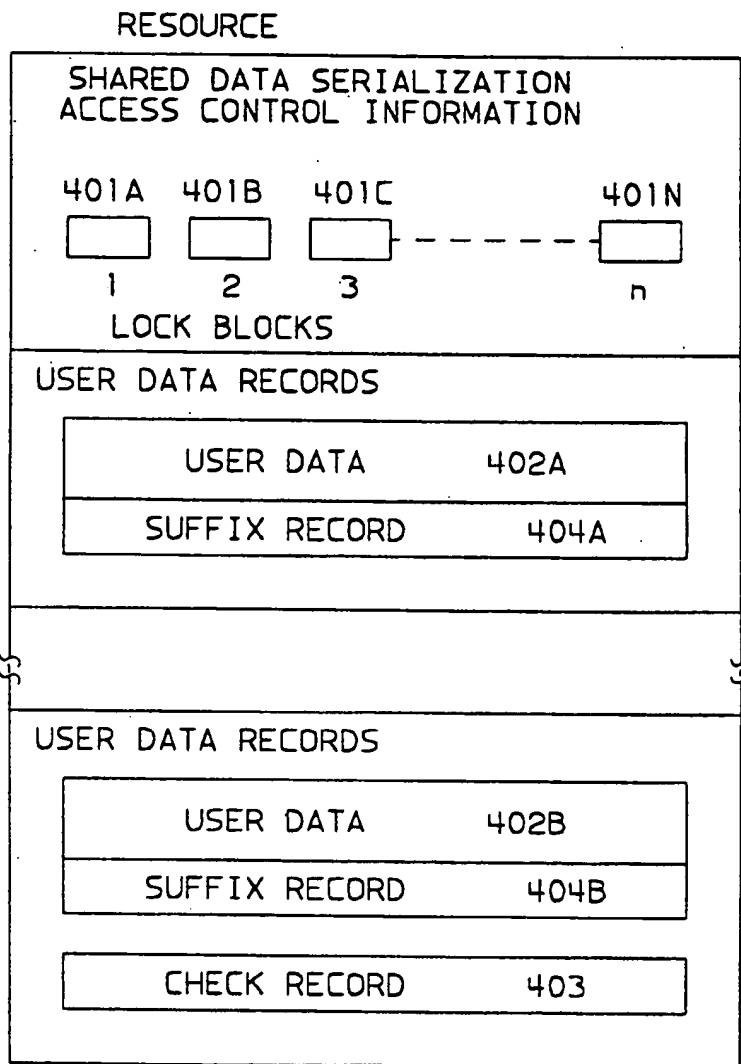 RESOURCE
SHARED DATA SERIALIZATION
ACCESS CONTROL INFORMATION
401A 401B 401C 401N
1 2 3 n
LOCK BLOCKS
USER DATA RECORDS
USER DATA 402A
SUFFIX RECORD 404A
USER DATA RECORDS
USER DATA 402B
SUFFIX RECORD 404B
CHECK RECORD 403